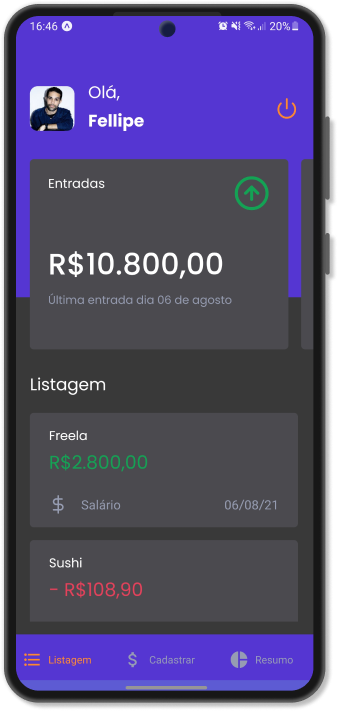 16:46 20%
Olá,
Fellipe
Entradas
R$10.800,00
Última entrada dia 06 de agosto
Listagem
Freela
R$2.800,00
$ Salário 06/08/21
Sushi
- R$108,90
Listagem $ Cadastrar Resumo